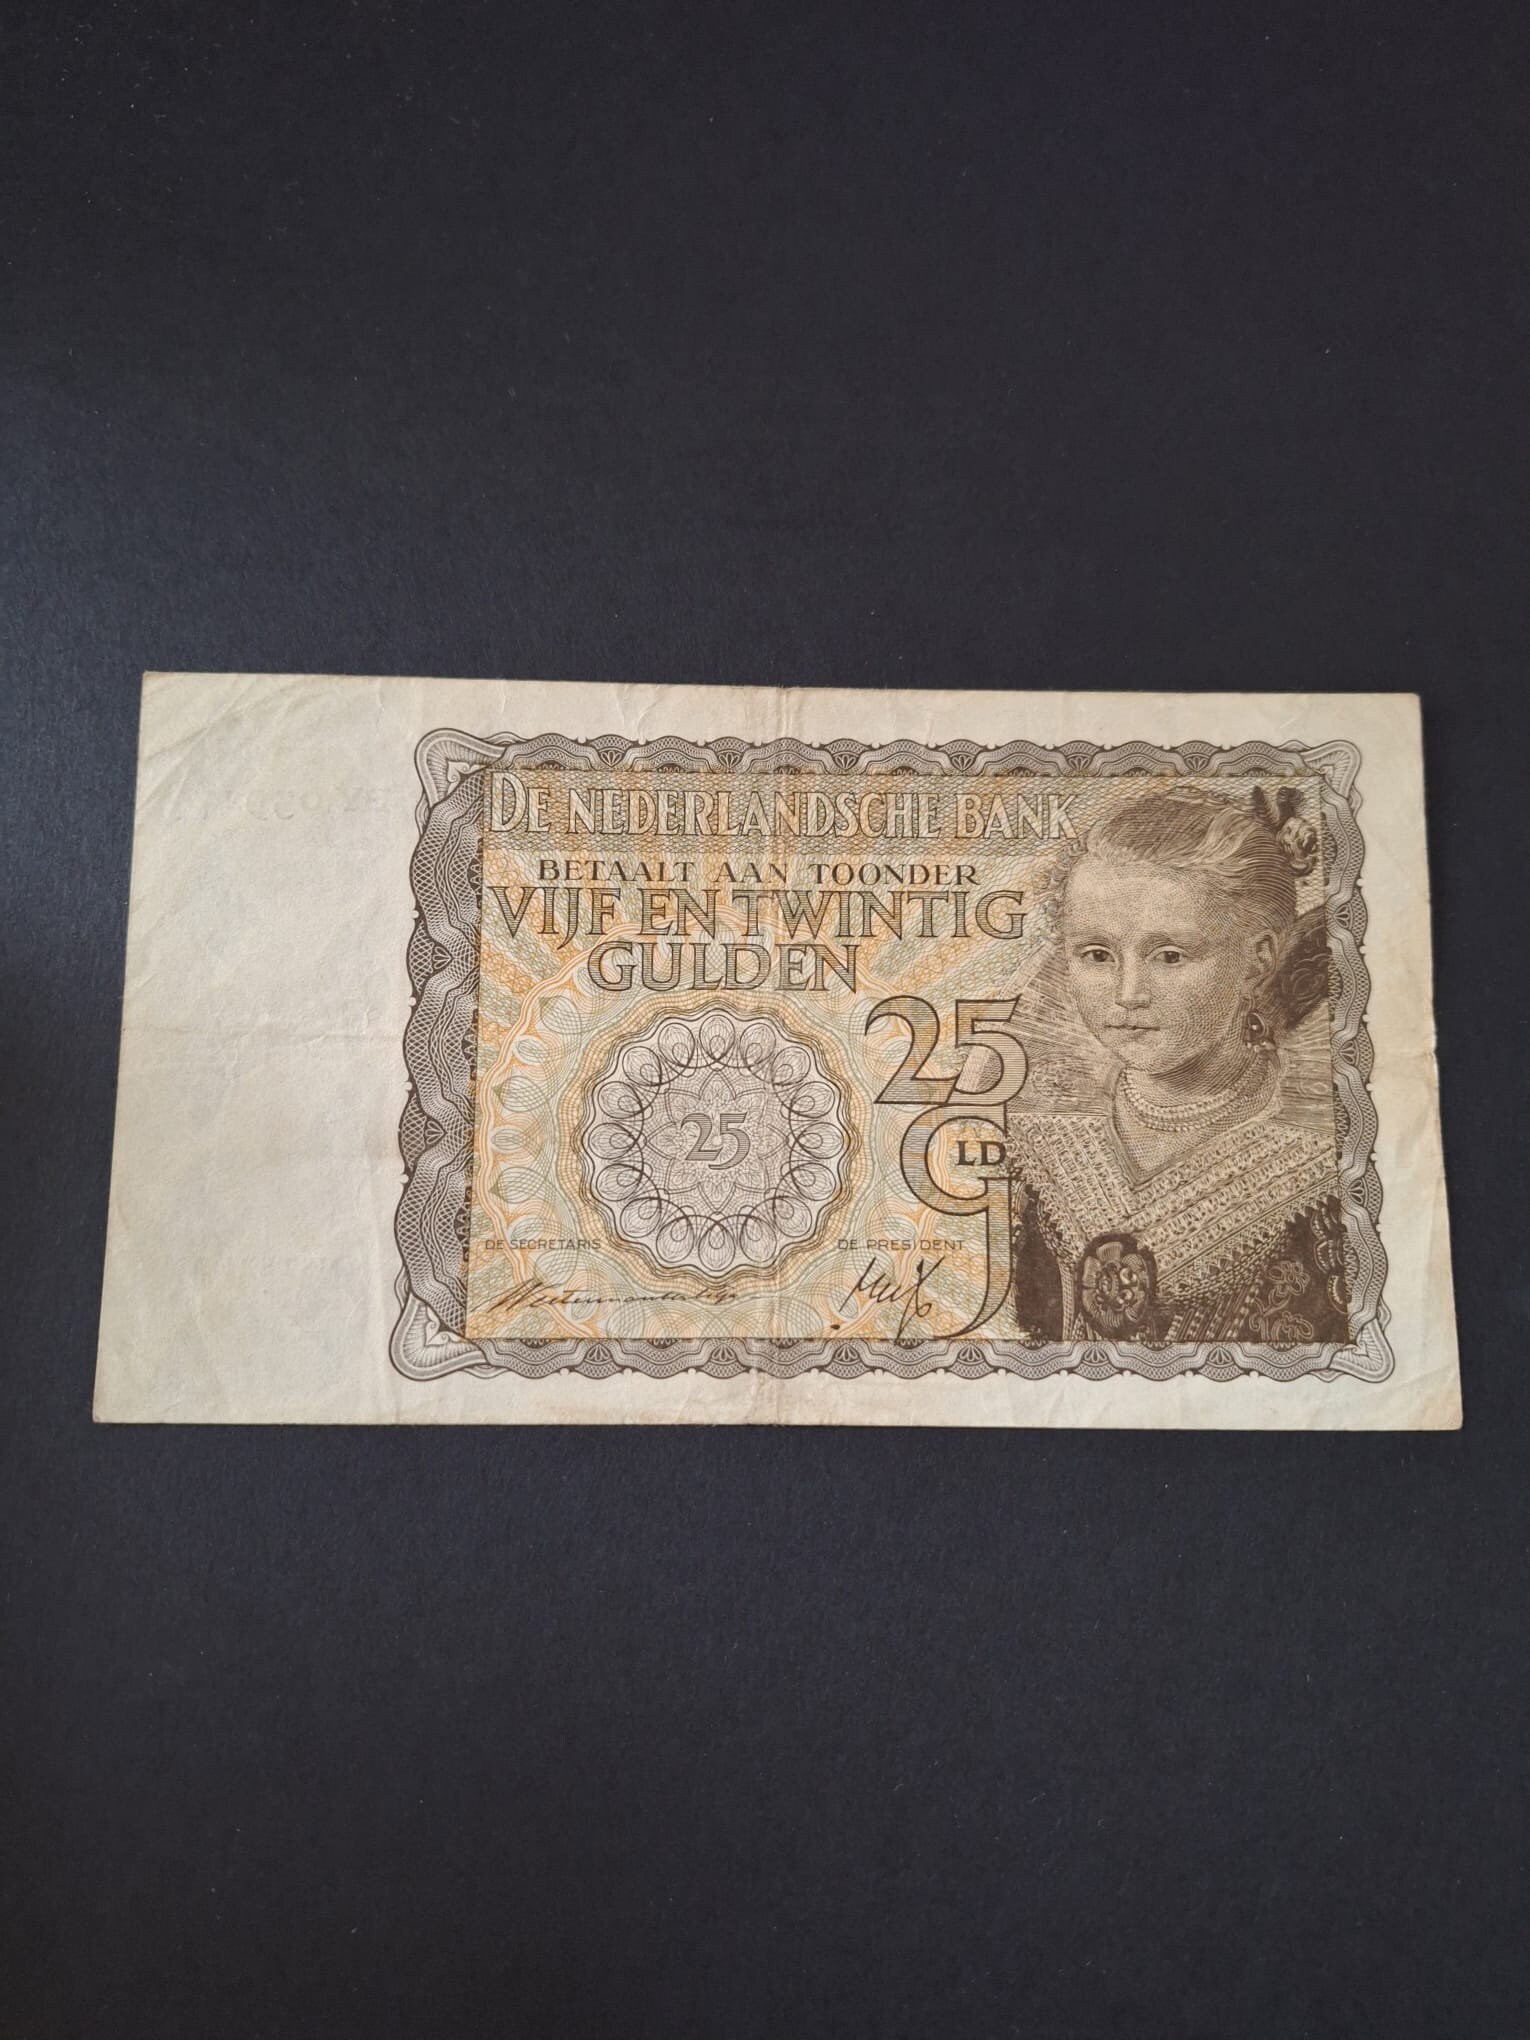 DE NEDERLANDSCHE BANK
BETAALT AAN TOONDER
VIJF EN TWINTIG
GULDEN
25
GLD
25
DE SECRETARIS
DE PRESIDENT